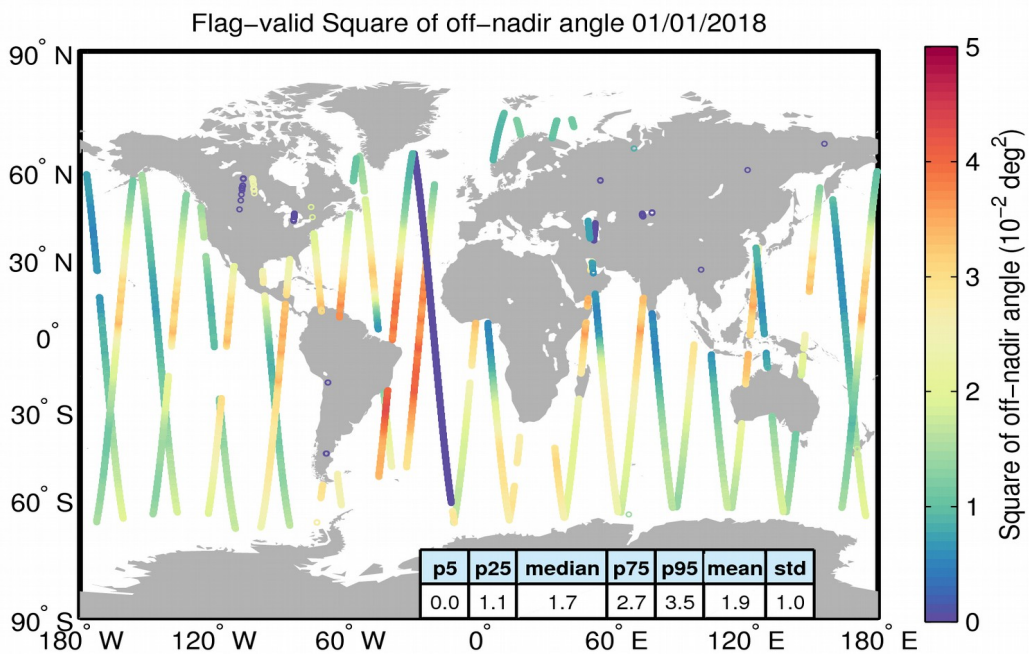 Flag−valid Square of off−nadir angle 01/01/2018
90° N
60° N
30° N
0°
30° S
60° S
90° S
180° W
120° W
60° W
0°
60° E
120° E
180° E
p5 p25 median p75 p95 mean std
0.0 1.1 1.7 2.7 3.5 1.9 1.0
5
4
3
2
1
0
Square of off−nadir angle (10⁻² deg²)